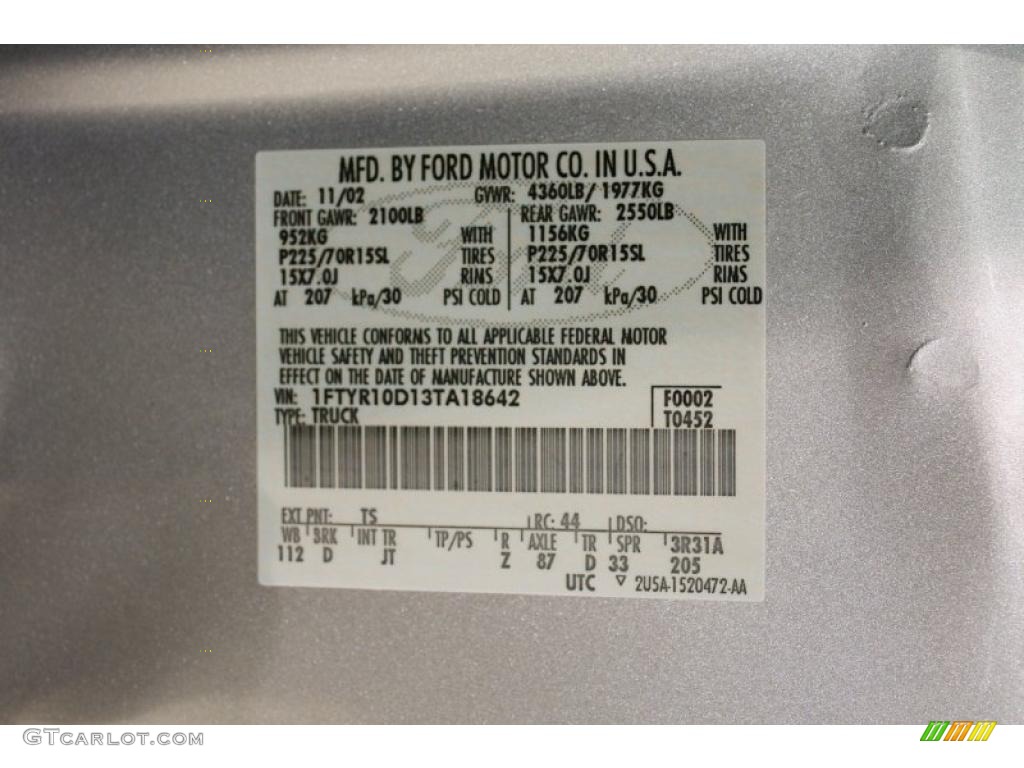 MFD. BY FORD MOTOR CO. IN U.S.A.
DATE: 11/02 GVWR: 4360LB/ 1977KG
FRONT GAWR: 2100LB REAR GAWR: 2550LB
952KG WITH 1156KG WITH
P225/70R15SL TIRES P225/70R15SL TIRES
15X7.0J RIMS 15X7.0J RIMS
AT 207 kPa/30 PSI COLD AT 207 kPa/30 PSI COLD
THIS VEHICLE CONFORMS TO ALL APPLICABLE FEDERAL MOTOR
VEHICLE SAFETY AND THEFT PREVENTION STANDARDS IN
EFFECT ON THE DATE OF MANUFACTURE SHOWN ABOVE.
VIN: 1FTYR10D13TA18642 F0002
TYPE: TRUCK T0452
EXT PNT: TS RC: 44 DSO:
WB BRK INT TR TP/PS R AXLE TR SPR 3R31A
112 D JT Z 87 D 33 205
UTC ▽ 2U5A-1520472-AA
GTCarLot.com